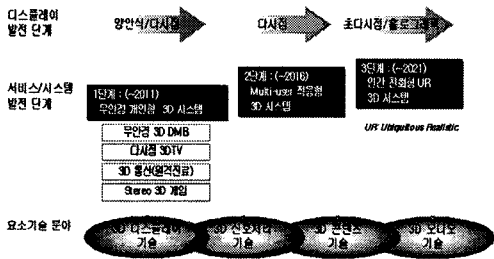 디스플레이
발전 단계
양안식/다시점
다시점
초다시점/홀로그래픽
서비스/시스템
발전 단계
1단계 : (~2011)
무안경 개인형 3D 시스템
2단계 : (~2016)
Multi-user 적응형
3D 시스템
3단계 : (~2021)
인간 친화형 UR
3D 시스템
UR: Ubiquitous Realistic
무안경 3D DMB
다시점 3DTV
3D 통신(원격진료)
Stereo 3D 게임
요소기술 분야
3D 디스플레이
기술
3D 신호처리
기술
3D 콘텐츠
기술
3D 오디오
기술